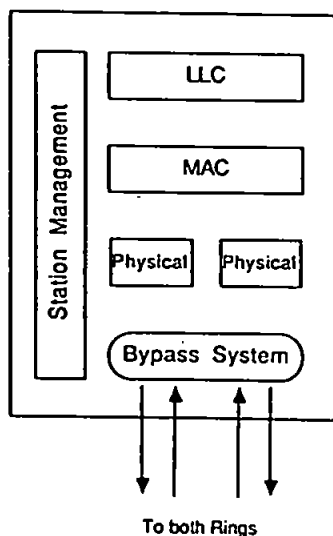 Station Management
LLC
MAC
Physical Physical
Bypass System
To both Rings